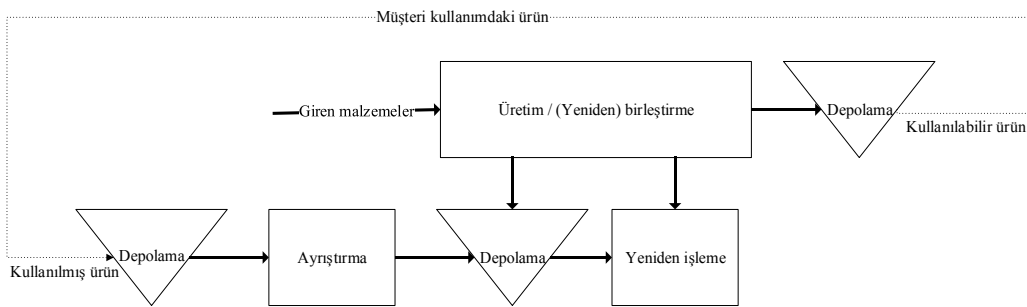 Müşteri kullanımdaki ürün
Giren malzemeler
Üretim / (Yeniden) birleştirme
Depolama
Kullanılabilir ürün
Depolama
Kullanılmış ürün
Ayrıştırma
Depolama
Yeniden işleme